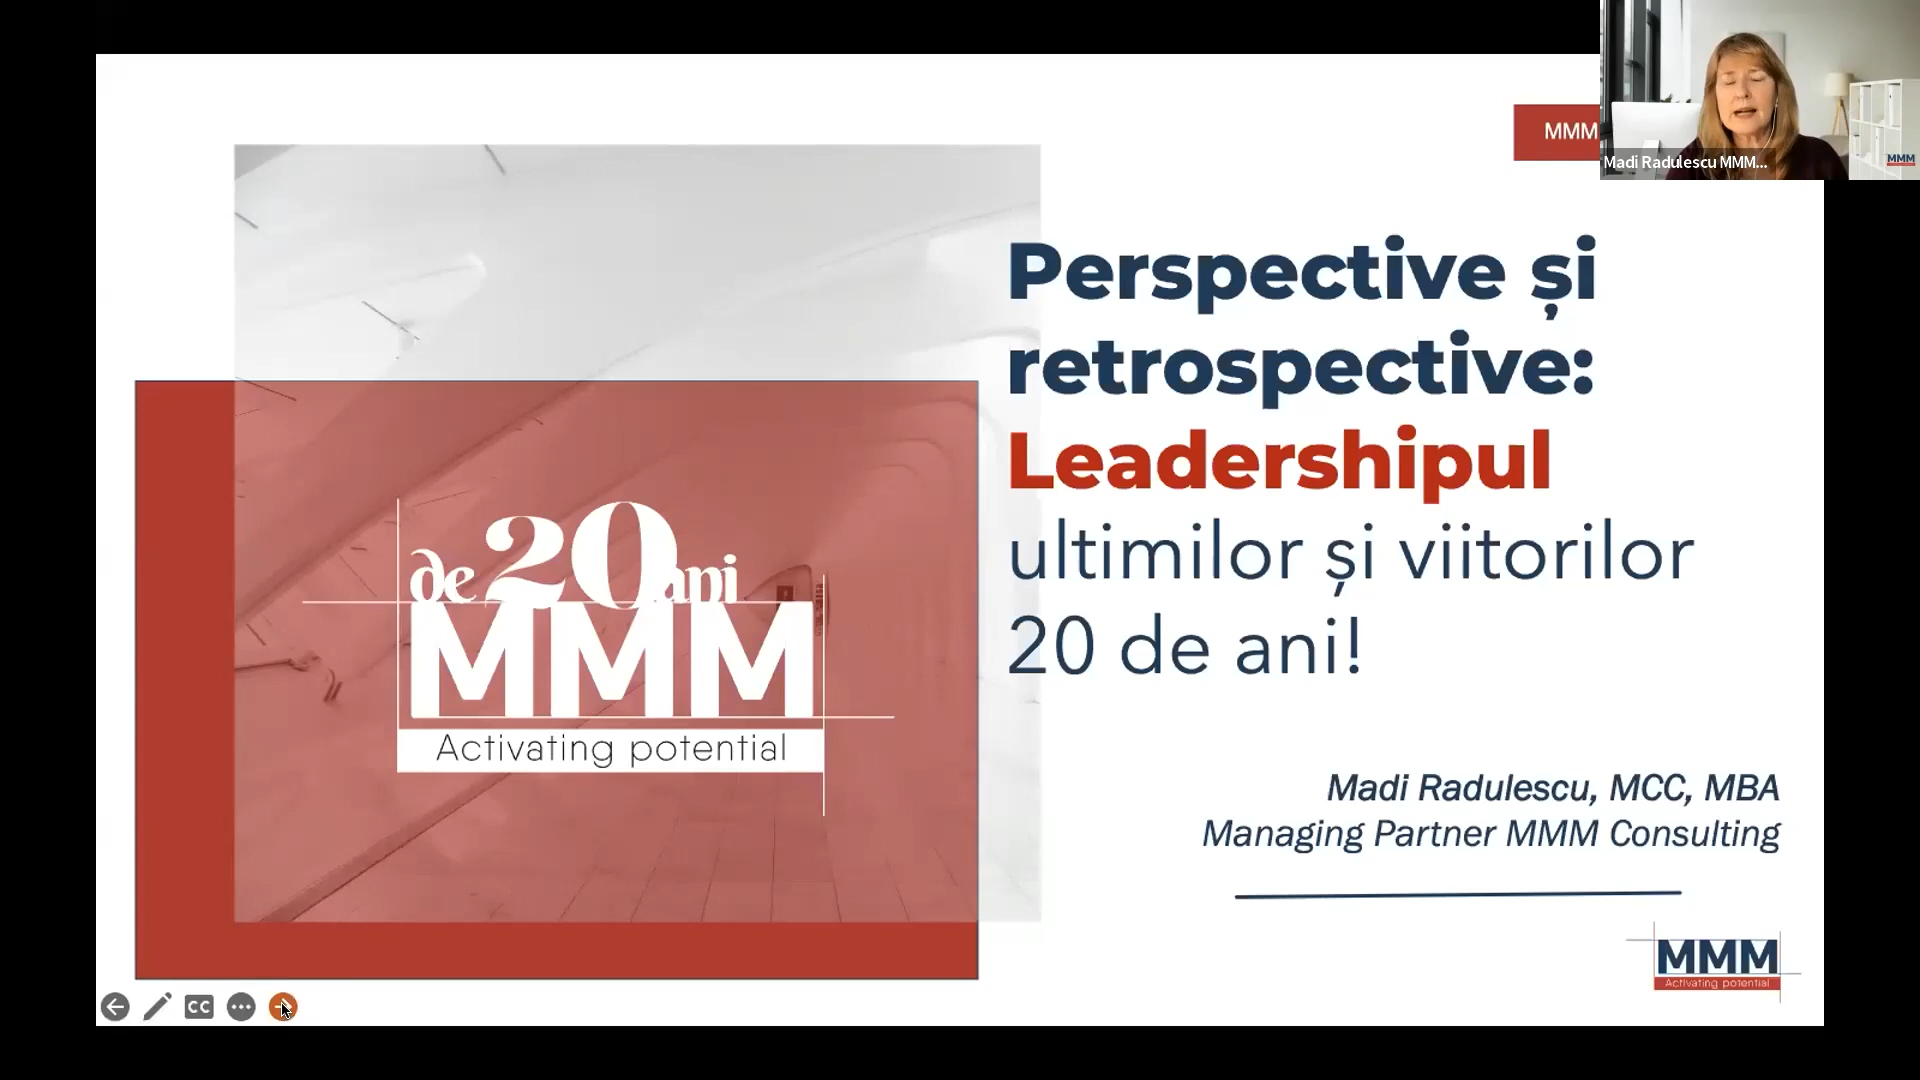 MMM
Madi Radulescu MMM...
MMM
Perspective și
retrospective:
Leadershipul
ultimilor și viitorilor
20 de ani!
de 20 ani
MMM
Activating potential
Madi Radulescu, MCC, MBA
Managing Partner MMM Consulting
MMM
Activating potential
CC